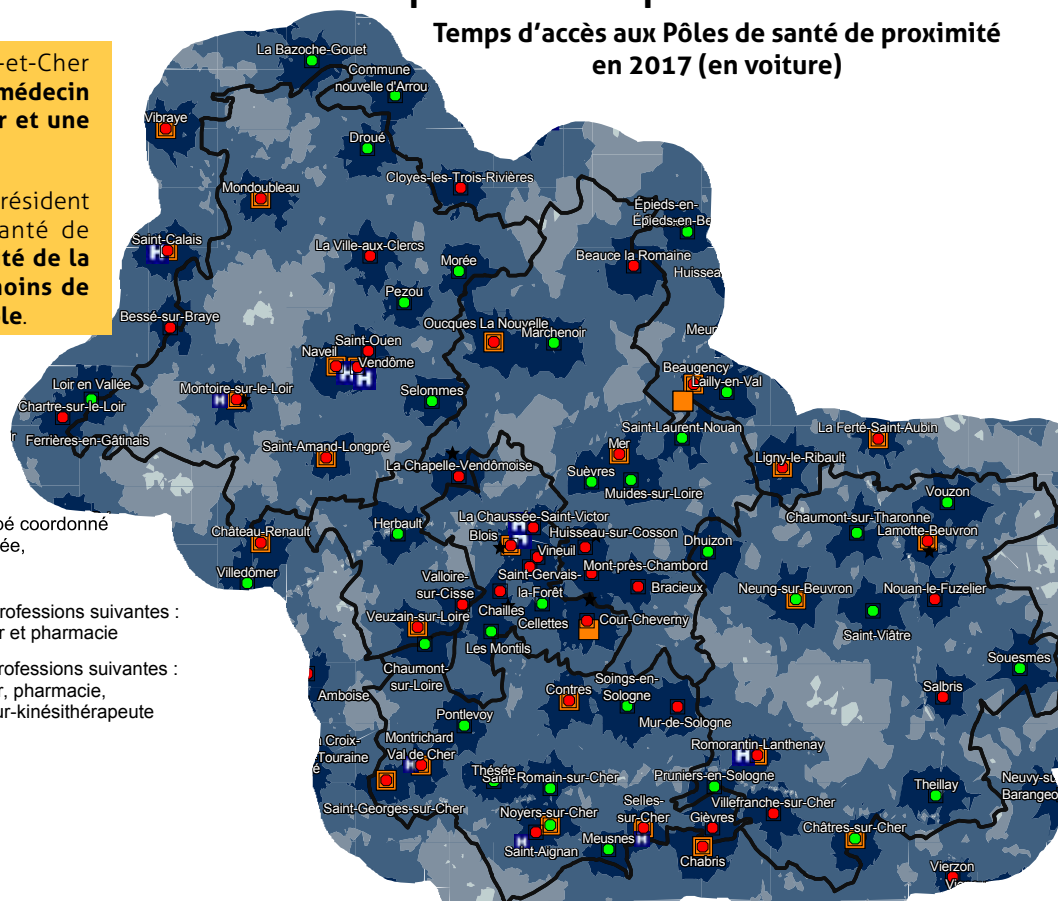 Temps d'accès aux Pôles de santé de proximité
en 2017 (en voiture)
-et-Cher
médecin
r et une
résident
anté de
té de la
moins de
le.
La Bazoche-Gouet
Commune
nouvelle d'Arrou
Vibraye
Droué
Cloyes-les-Trois-Rivières
Mondoubleau
Épieds-en-
Épieds-en-Be
Saint-Calais
La Ville-aux-Clercs
Morée
Beauce la Romaine
Huissea
Pezou
Bessé-sur-Braye
Oucques La Nouvelle
Marchenoir
Meun
Saint-Ouen
Naveil
Vendôme
Beaugency
Lailly-en-Val
Loir en Vallée
Montoire-sur-le-Loir
Selommes
Chartre-sur-le-Loir
Ferrières-en-Gâtinais
Saint-Laurent-Nouan
La Ferté-Saint-Aubin
Saint-Amand-Longpré
Mer
Ligny-le-Ribault
La Chapelle-Vendômoise
Suèvres
Muides-sur-Loire
Vouzon
oé coordonné
ée,
Château-Renault
Herbault
La Chaussée-Saint-Victor
Blois
Huisseau-sur-Cosson
Dhuizon
Chaumont-sur-Tharonne
Lamotte-Beuvron
Vineuil
Villedômer
Valloire-
sur-Cisse
Saint-Gervais-
la-Forêt
Mont-près-Chambord
Bracieux
Neung-sur-Beuvron
Nouan-le-Fuzelier
rofessions suivantes :
r et pharmacie
Veuzain-sur-Loire
Chailles
Cellettes
Cour-Cheverny
Saint-Viâtre
Les Montils
rofessions suivantes :
r, pharmacie,
ur-kinésithérapeute
Chaumont-
sur-Loire
Amboise
Contres
Soings-en-
Sologne
Souesmes
Salbris
Pontlevoy
Mur-de-Sologne
Croix-
Touraine
é
Montrichard
Val de Cher
Romorantin-Lanthenay
Thésée
Saint-Romain-sur-Cher
Pruniers-en-Sologne
Theillay
Neuvy-su
Barangeo
Saint-Georges-sur-Cher
Noyers-sur-Cher
Selles-
sur-Cher
Villefranche-sur-Cher
Gièvres
Châtres-sur-Cher
Saint-Aignan
Meusnes
Chabris
Vierzon
H
H
H
H
H
H
H
H
H
H